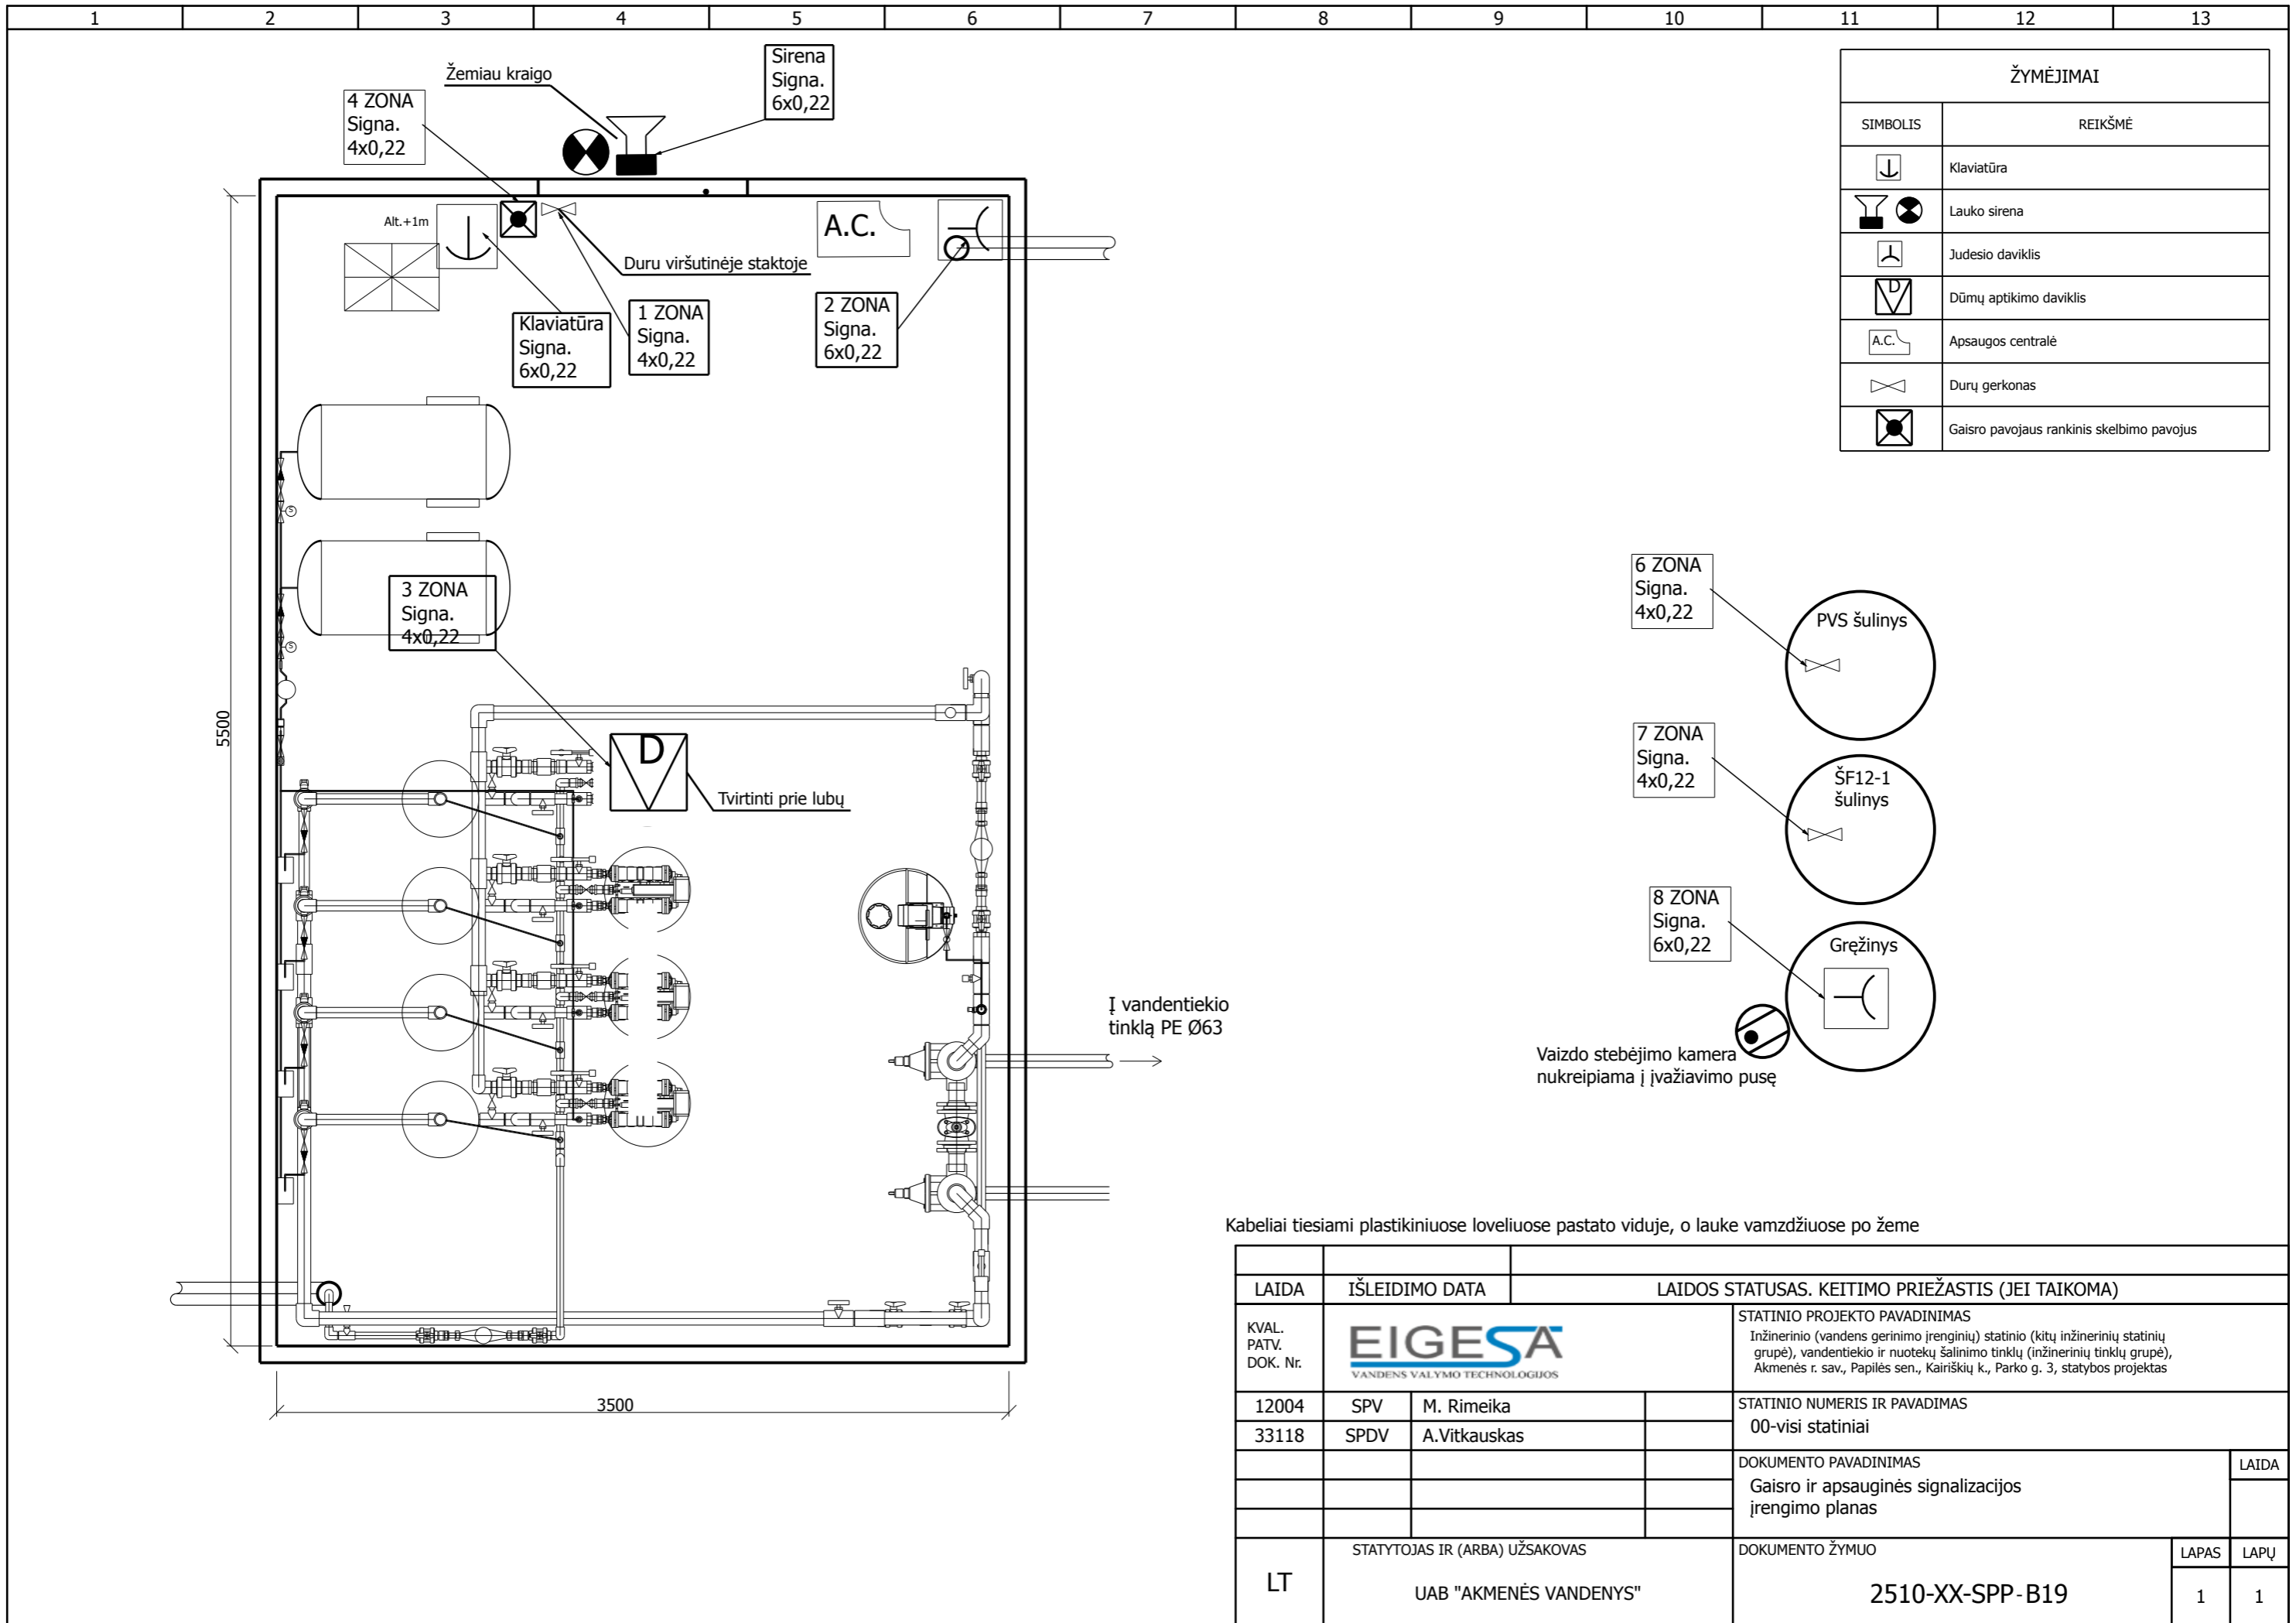 1 2 3 4 5 6 7 8 9 10 11 12 13
Žemiau kraigo
Sirena
Signa.
6x0,22
4 ZONA
Signa.
4x0,22
Alt.+1m
A.C.
Duru viršutinėje staktoje
Klaviatūra
Signa.
6x0,22
1 ZONA
Signa.
4x0,22
2 ZONA
Signa.
6x0,22
S
3 ZONA
Signa.
4x0,22
S
5500
D
Tvirtinti prie lubų
Į vandentiekio
tinklą PE Ø63
3500
ŽYMĖJIMAI
SIMBOLIS REIKŠMĖ
Klaviatūra
Lauko sirena
Judesio daviklis
D Dūmų aptikimo daviklis
A.C. Apsaugos centralė
Durų gerkonas
Gaisro pavojaus rankinis skelbimo pavojus
6 ZONA
Signa.
4x0,22
PVS šulinys
7 ZONA
Signa.
4x0,22
ŠF12-1
šulinys
8 ZONA
Signa.
6x0,22
Gręžinys
Vaizdo stebėjimo kamera
nukreipiama į įvažiavimo pusę
Kabeliai tiesiami plastikiniuose loveliuose pastato viduje, o lauke vamzdžiuose po žeme
LAIDA IŠLEIDIMO DATA LAIDOS STATUSAS. KEITIMO PRIEŽASTIS (JEI TAIKOMA)
KVAL.
PATV.
DOK. Nr.
EIGESA
VANDENS VALYMO TECHNOLOGIJOS
STATINIO PROJEKTO PAVADINIMAS
Inžinerinio (vandens gerinimo įrenginių) statinio (kitų inžinerinių statinių
grupė), vandentiekio ir nuotekų šalinimo tinklų (inžinerinių tinklų grupė),
Akmenės r. sav., Papilės sen., Kairiškių k., Parko g. 3, statybos projektas
12004 SPV M. Rimeika
33118 SPDV A.Vitkauskas
STATINIO NUMERIS IR PAVADIMAS
00-visi statiniai
DOKUMENTO PAVADINIMAS
LAIDA
Gaisro ir apsauginės signalizacijos
įrengimo planas
LT
STATYTOJAS IR (ARBA) UŽSAKOVAS
UAB "AKMENĖS VANDENYS"
DOKUMENTO ŽYMUO
2510-XX-SPP-B19
LAPAS LAPŲ
1 1